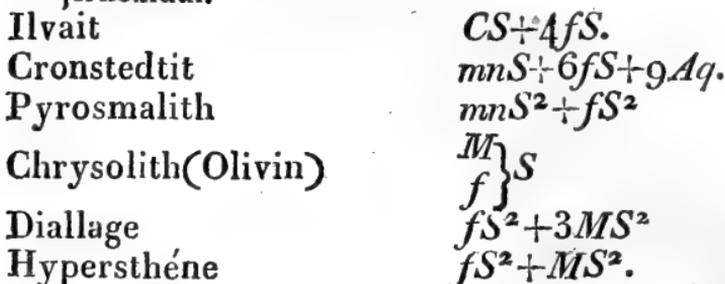 Ilvait CS+4fS.
Cronstedtit mnS+6fS+9Aq.
Pyrosmalith mnS²+fS²
Chrysolith(Olivin) M f } S
Diallage fS²+3MS²
Hypersthéne fS²+MS².